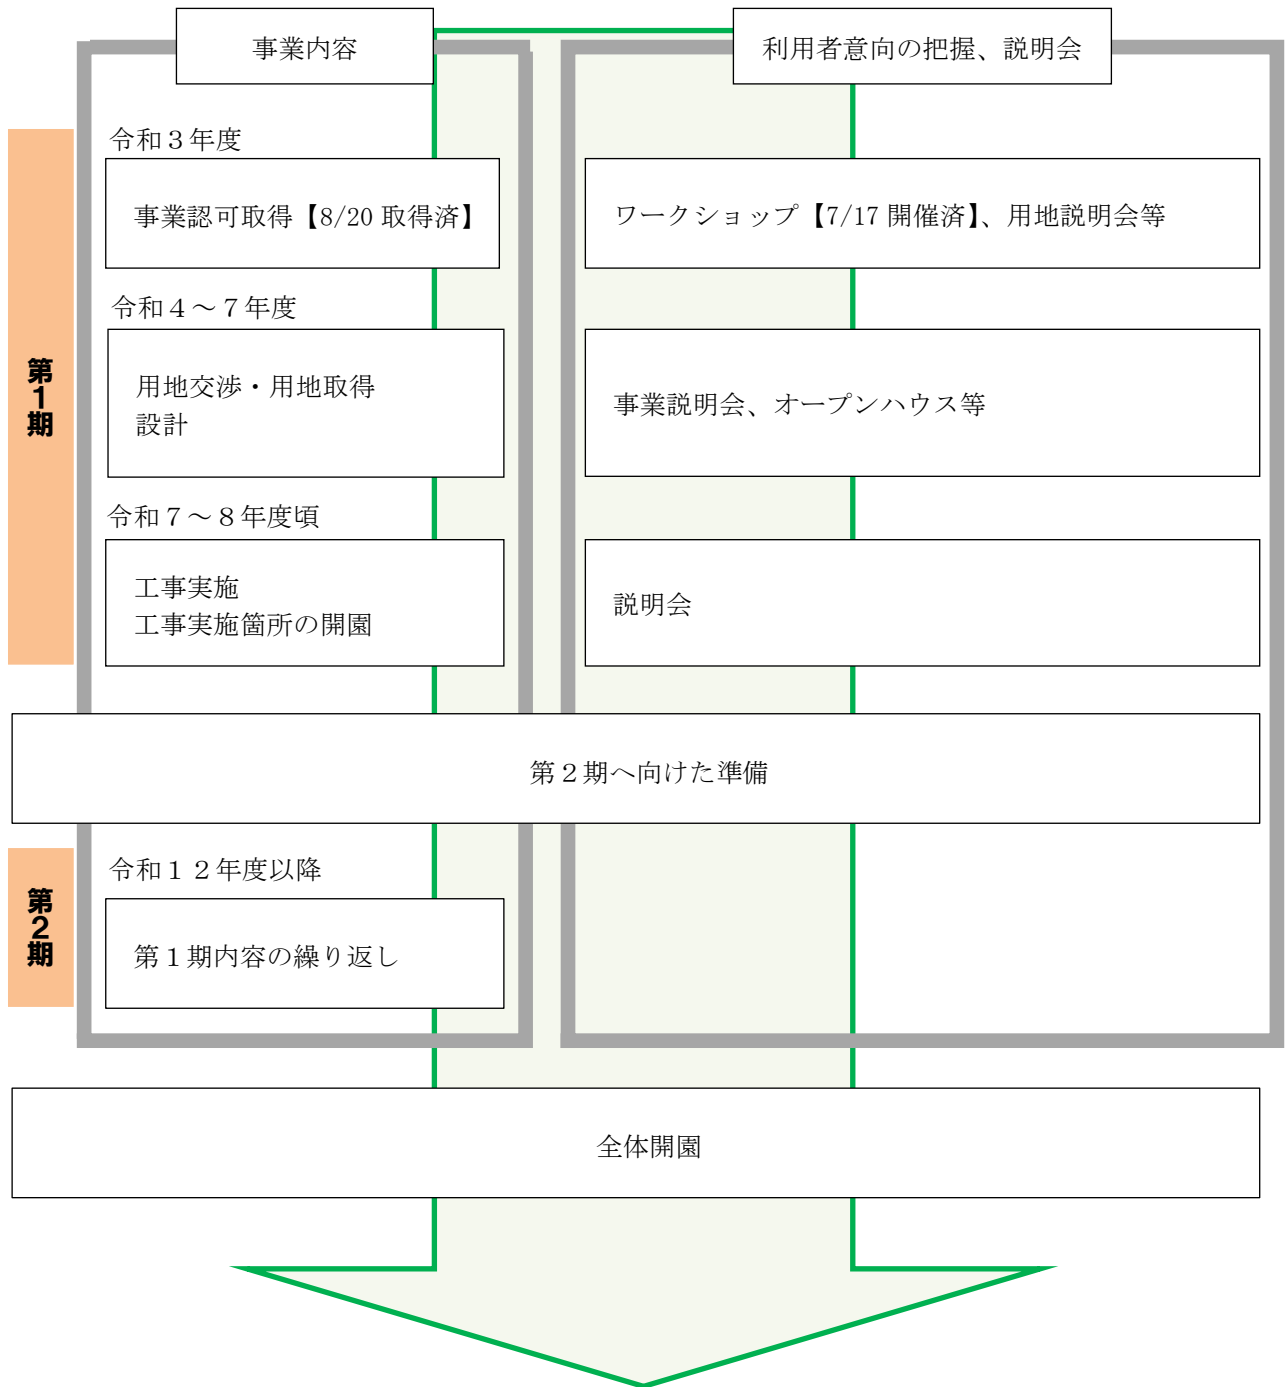 事業内容
利用者意向の把握、説明会
第1期
令和３年度
事業認可取得【8/20 取得済】
ワークショップ【7/17 開催済】、用地説明会等
令和４～７年度
用地交渉・用地取得
設計
事業説明会、オープンハウス等
令和７～８年度頃
工事実施
工事実施箇所の開園
説明会
第２期へ向けた準備
第2期
令和１２年度以降
第１期内容の繰り返し
全体開園